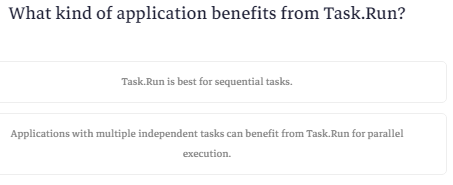 What kind of application benefits from Task.Run?
Task.Run is best for sequential tasks.
Applications with multiple independent tasks can benefit from Task.Run for parallel
execution.